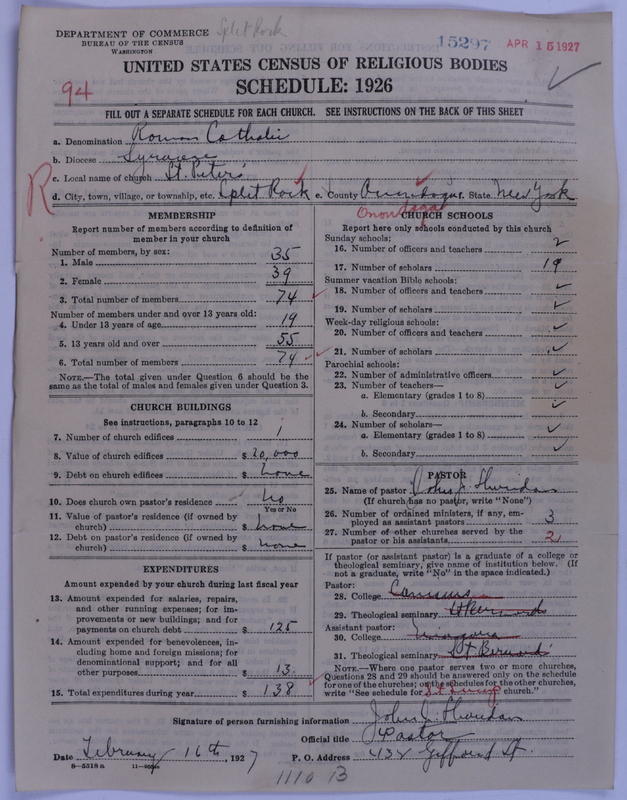 DEPARTMENT OF COMMERCE Split Rock
BUREAU OF THE CENSUS
WASHINGTON
15297 APR 15 1927
UNITED STATES CENSUS OF RELIGIOUS BODIES
SCHEDULE: 1926
94
FILL OUT A SEPARATE SCHEDULE FOR EACH CHURCH. SEE INSTRUCTIONS ON THE BACK OF THIS SHEET
a. Denomination Roman Catholic
b. Diocese Syracuse
c. Local name of church St. Peters'
R
d. City, town, village, or township, etc. Split Rock e. County Onondaga f. State New York
Onondaga
MEMBERSHIP
Report number of members according to definition of
member in your church
Number of members, by sex:
1. Male 35
2. Female 39
3. Total number of members 74
Number of members under and over 13 years old:
4. Under 13 years of age 19
5. 13 years old and over 55
6. Total number of members 74
NOTE.—The total given under Question 6 should be the
same as the total of males and females given under Question 3.
CHURCH BUILDINGS
See instructions, paragraphs 10 to 12
7. Number of church edifices 1
8. Value of church edifices $ 20,000
9. Debt on church edifices $ none
10. Does church own pastor's residence No
Yes or No
11. Value of pastor's residence (if owned by
church) $ none
12. Debt on pastor's residence (if owned by
church) $ none
EXPENDITURES
Amount expended by your church during last fiscal year
13. Amount expended for salaries, repairs,
and other running expenses; for im-
provements or new buildings; and for
payments on church debt $ 125
14. Amount expended for benevolences, in-
cluding home and foreign missions; for
denominational support; and for all
other purposes $ 13
15. Total expenditures during year $ 138
CHURCH SCHOOLS
Report here only schools conducted by this church
Sunday schools:
16. Number of officers and teachers 2
17. Number of scholars 19
Summer vacation Bible schools:
18. Number of officers and teachers
19. Number of scholars
Week-day religious schools:
20. Number of officers and teachers
21. Number of scholars
Parochial schools:
22. Number of administrative officers
23. Number of teachers—
a. Elementary (grades 1 to 8)
b. Secondary
24. Number of scholars—
a. Elementary (grades 1 to 8)
b. Secondary
PASTOR
25. Name of pastor John J. Sheridan
(If church has no pastor, write "None")
26. Number of ordained ministers, if any, em-
ployed as assistant pastors 3
27. Number of other churches served by the
pastor or his assistants 2
If pastor (or assistant pastor) is a graduate of a college or
theological seminary, give name of institution below. (If
not a graduate, write "No" in the space indicated.)
Pastor:
28. College Canisius
29. Theological seminary St Bernards
Assistant pastor:
30. College Niagara
31. Theological seminary St. Bernards
NOTE.—Where one pastor serves two or more churches,
Questions 28 and 29 should be answered only on the schedule
for one of the churches; on the schedules for the other churches,
write "See schedule for church."
Signature of person furnishing information John J. Sheridan
Official title Pastor
Date February 16th, 1927 P. O. Address 432 Gifford St.
8—5518 a
1110 13